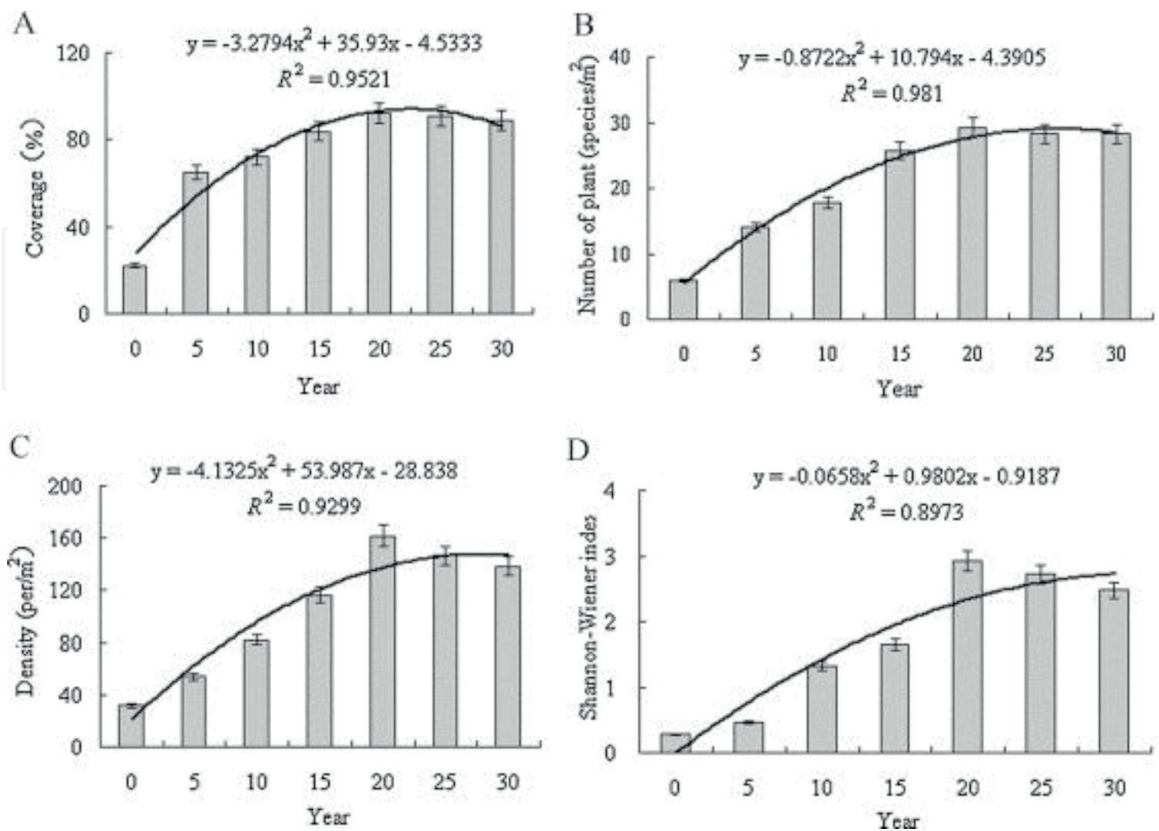 A
y = -3.2794x² + 35.93x - 4.5333
R² = 0.9521
120
80
40
0
Coverage (%)
0 5 10 15 20 25 30
Year
B
y = -0.8722x² + 10.794x - 4.3905
R² = 0.981
40
30
20
10
0
Number of plant (species/m²)
0 5 10 15 20 25 30
Year
C
y = -4.1325x² + 53.987x - 28.838
R² = 0.9299
200
160
120
80
40
0
Density (per/m²)
0 5 10 15 20 25 30
Year
D
y = -0.0658x² + 0.9802x - 0.9187
R² = 0.8973
4
3
2
1
0
Shannon-Wiener indes
0 5 10 15 20 25 30
Year